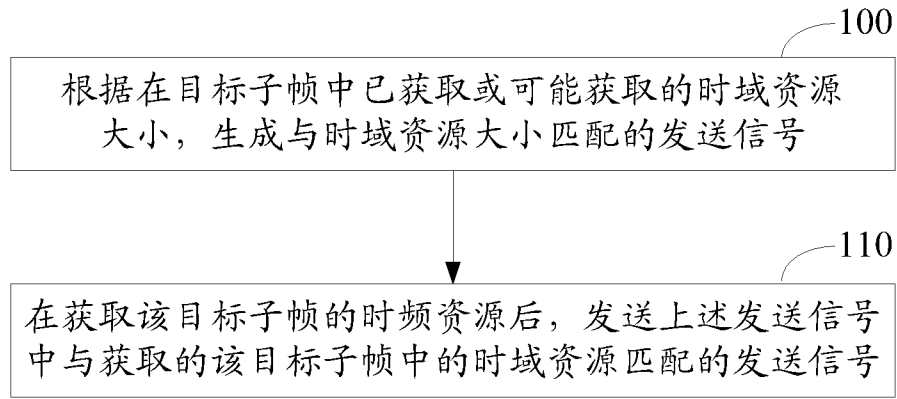 100
根据在目标子帧中已获取或可能获取的时域资源
大小，生成与时域资源大小匹配的发送信号
110
在获取该目标子帧的时频资源后，发送上述发送信号
中与获取的该目标子帧中的时域资源匹配的发送信号